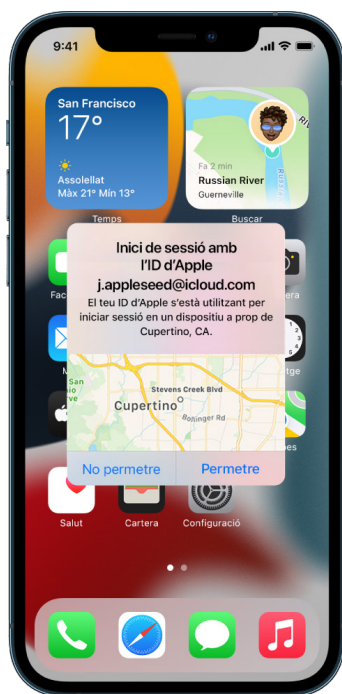 9:41
San Francisco
17°
Assolellat
Màx 21° Mín 13°
Fa 2 min
Russian River
Guerneville
Temps
Buscar
Inici de sessió amb
l’ID d’Apple
j.appleseed@icloud.com
El teu ID d’Apple s’està utilitzant per
iniciar sessió en un dispositiu a prop de
Cupertino, CA.
Stevens Creek Blvd
Cupertino
Bollinger Rd
No permetre
Permetre
Salut
Cartera
Configuració